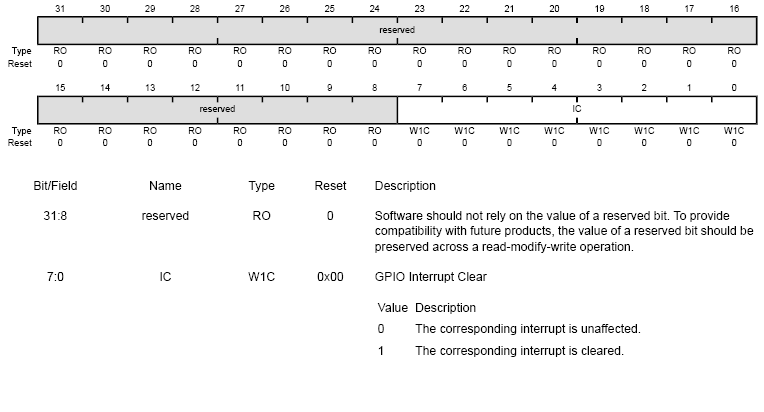 31 30 29 28 27 26 25 24 23 22 21 20 19 18 17 16
reserved
Type RO RO RO RO RO RO RO RO RO RO RO RO RO RO RO RO
Reset 0 0 0 0 0 0 0 0 0 0 0 0 0 0 0 0
15 14 13 12 11 10 9 8 7 6 5 4 3 2 1 0
reserved IC
Type RO RO RO RO RO RO RO RO W1C W1C W1C W1C W1C W1C W1C W1C
Reset 0 0 0 0 0 0 0 0 0 0 0 0 0 0 0 0
Bit/Field Name Type Reset Description
31:8 reserved RO 0 Software should not rely on the value of a reserved bit. To provide
compatibility with future products, the value of a reserved bit should be
preserved across a read-modify-write operation.
7:0 IC W1C 0x00 GPIO Interrupt Clear
Value Description
0 The corresponding interrupt is unaffected.
1 The corresponding interrupt is cleared.